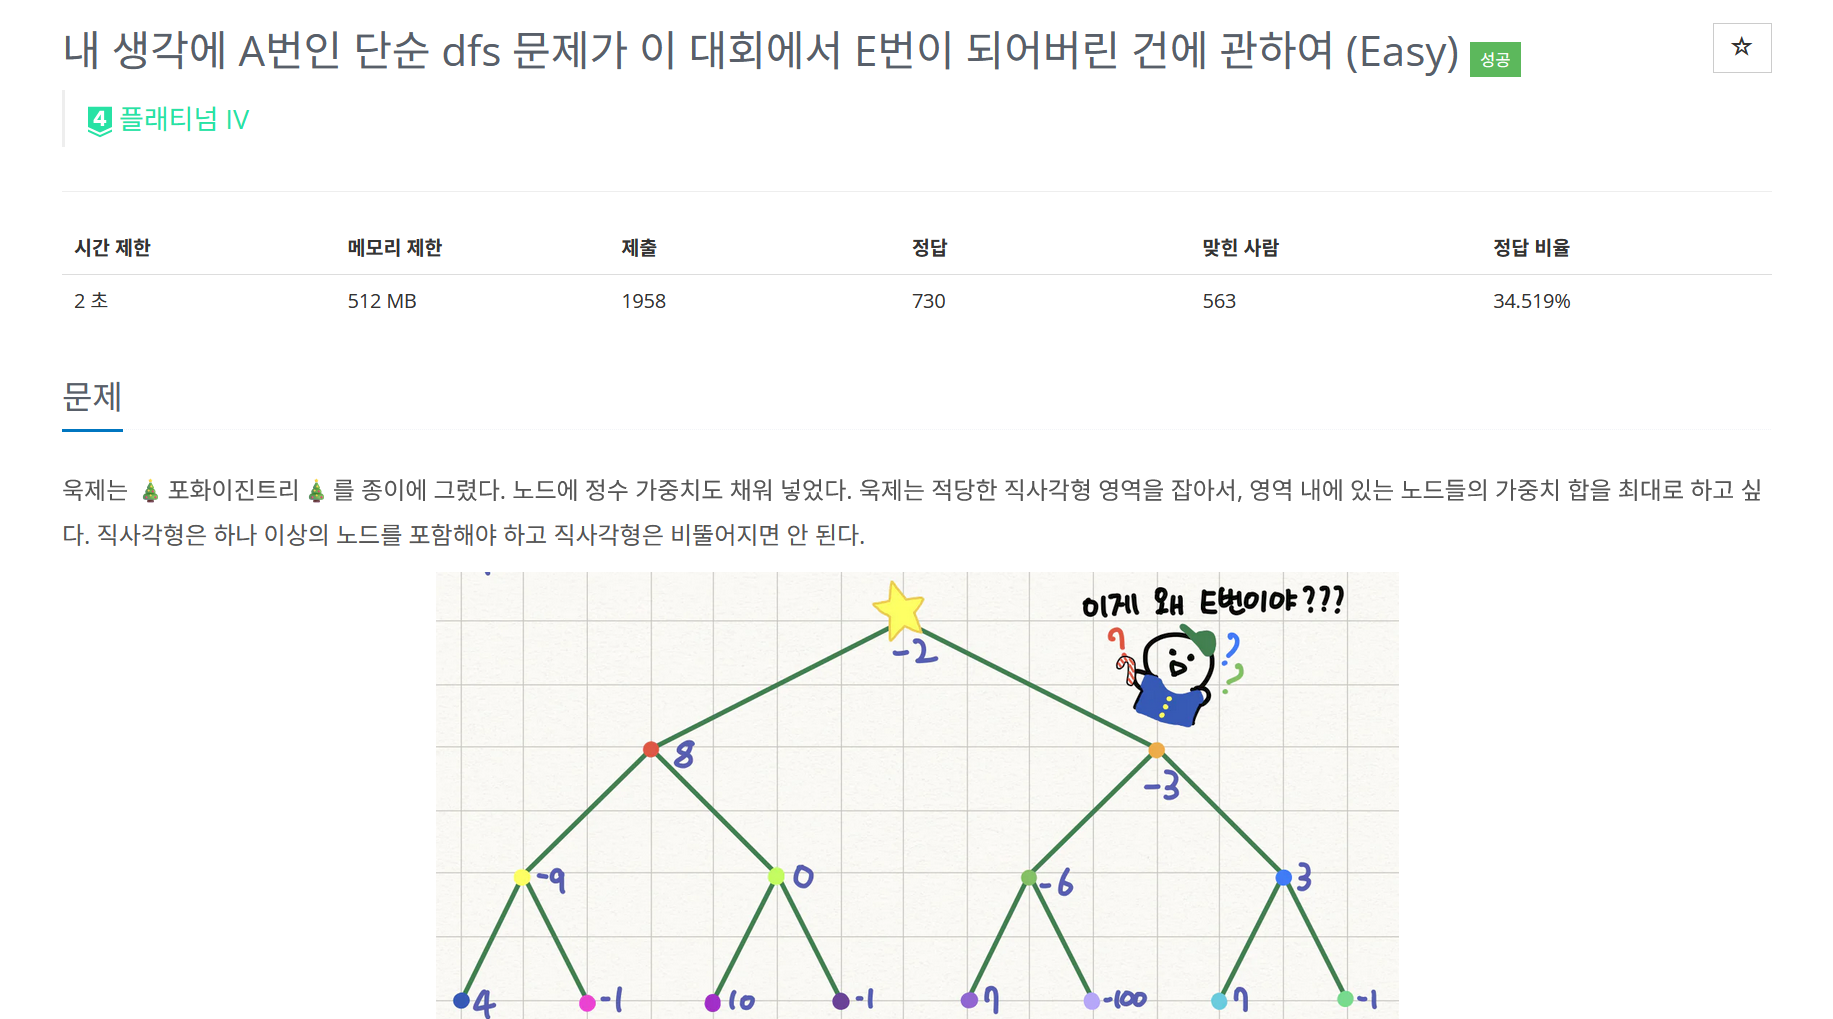 내 생각에 A번인 단순 dfs 문제가 이 대회에서 E번이 되어버린 건에 관하여 (Easy) 성공
☆
4 플래티넘 IV
시간 제한 메모리 제한 제출 정답 맞힌 사람 정답 비율
2 초 512 MB 1958 730 563 34.519%
문제
욱제는 🎄 포화이진트리 🎄 를 종이에 그렸다. 노드에 정수 가중치도 채워 넣었다. 욱제는 적당한 직사각형 영역을 잡아서, 영역 내에 있는 노드들의 가중치 합을 최대로 하고 싶
다. 직사각형은 하나 이상의 노드를 포함해야 하고 직사각형은 비뚤어지면 안 된다.
이게 왜 E번이야???
? ? ?
-2
8 -3
-9 0 -6 3
4 -1 10 -1 7 -100 7 -1